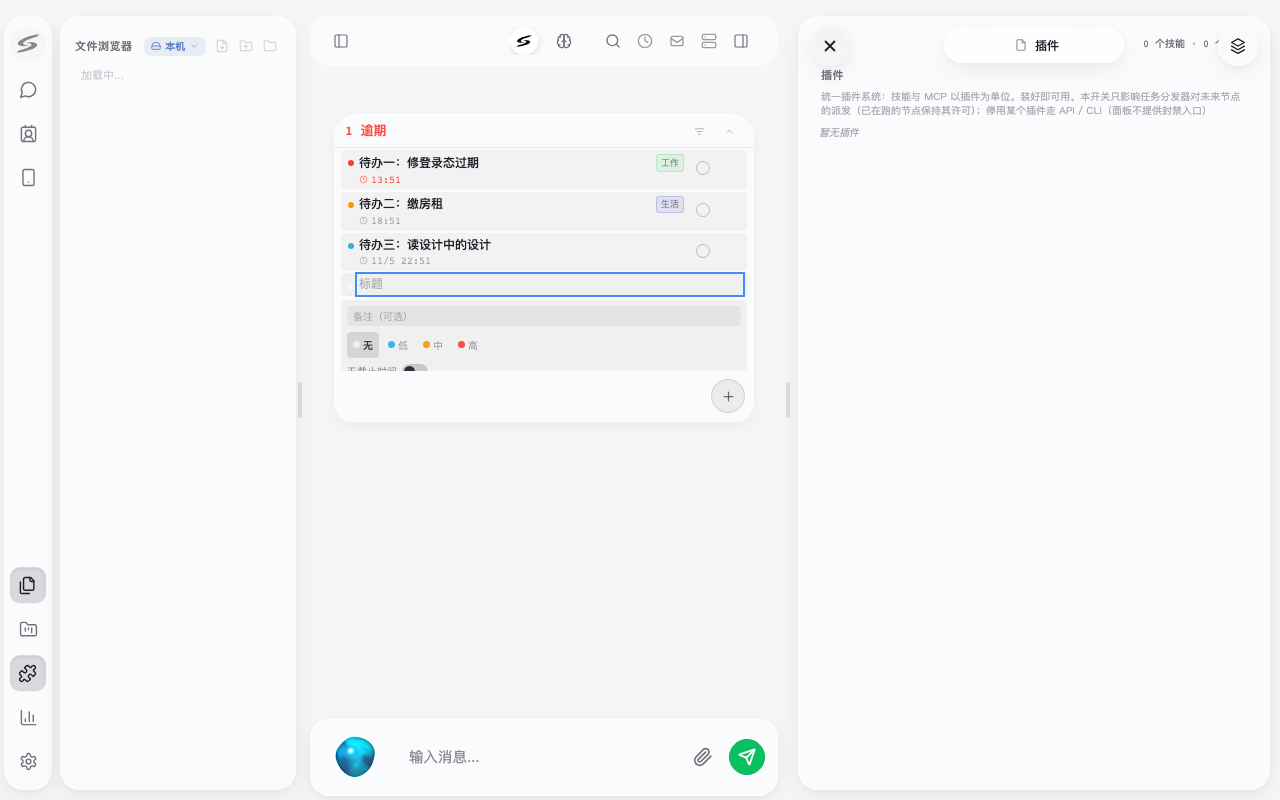 文件浏览器
本机
加载中...
1 逾期
待办一：修登录态过期
工作
13:51
待办二：缴房租
生活
18:51
待办三：读设计中的设计
11/5 22:51
标题
备注（可选）
无
低
中
高
无截止时间
输入消息...
插件
0 个技能 · 0
插件
统一插件系统：技能与 MCP 以插件为单位。装好即可用。本开关只影响任务分发器对未来节点
的派发（已在跑的节点保持其许可）；停用某个插件走 API / CLI（面板不提供封禁入口）
暂无插件